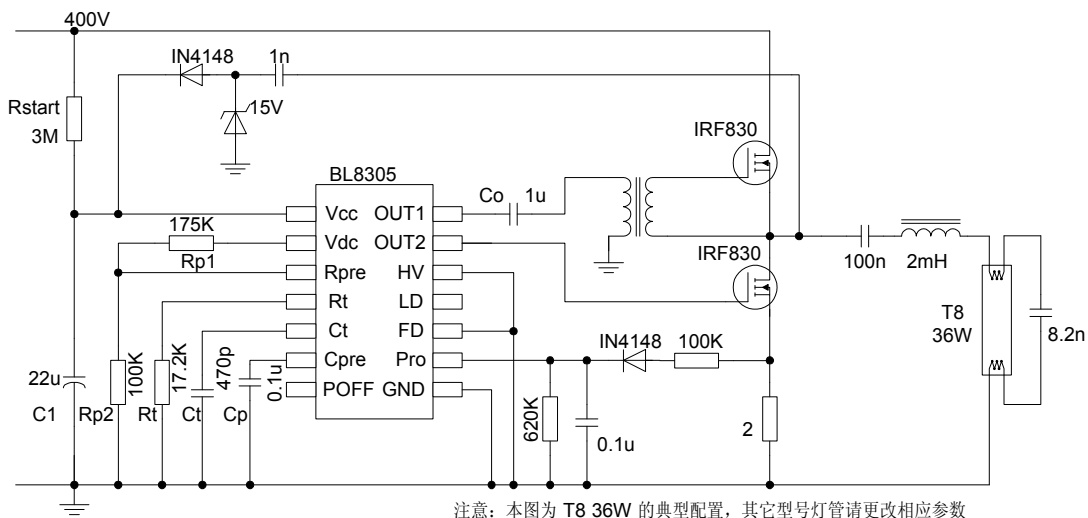 400V
IN4148
1n
Rstart
3M
15V
IRF830
BL8305
Co
1u
175K
Vcc
OUT1
Vdc
OUT2
Rp1
Rpre
HV
IRF830
100n
2mH
Rt
LD
T8
36W
8.2n
Ct
FD
Cpre
Pro
IN4148
100K
POFF
GND
22u
C1
100K
Rp2
17.2K
Rt
470p
Ct
0.1u
Cp
620K
0.1u
2
注意：本图为 T8 36W 的典型配置，其它型号灯管请更改相应参数